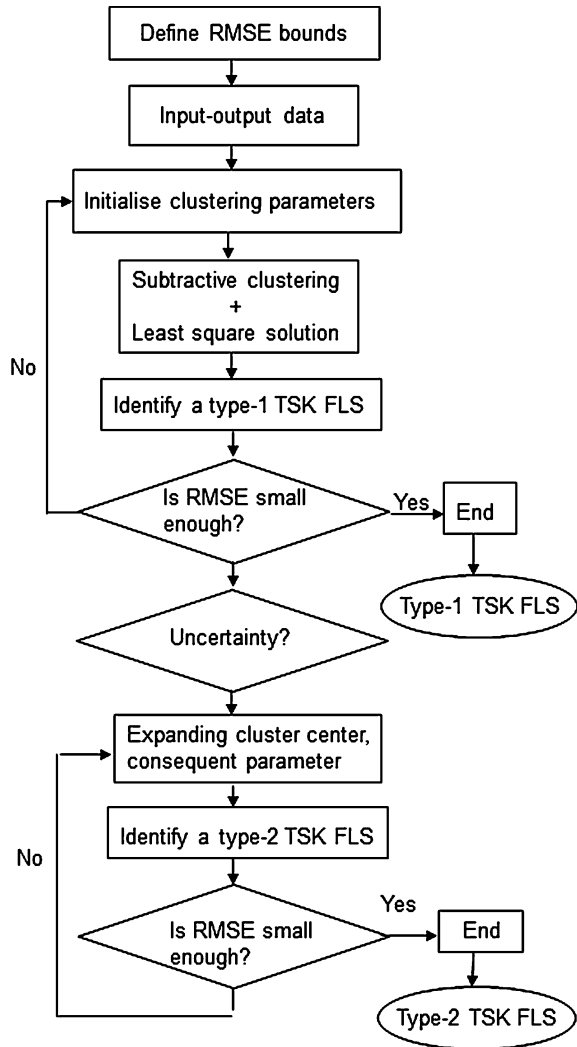 Define RMSE bounds
Input-output data
Initialise clustering parameters
Subtractive clustering
+
Least square solution
No
Identify a type-1 TSK FLS
Is RMSE small
enough?
Yes
End
Type-1 TSK FLS
Uncertainty?
Expanding cluster center,
consequent parameter
No
Identify a type-2 TSK FLS
Is RMSE small
enough?
Yes
End
Type-2 TSK FLS